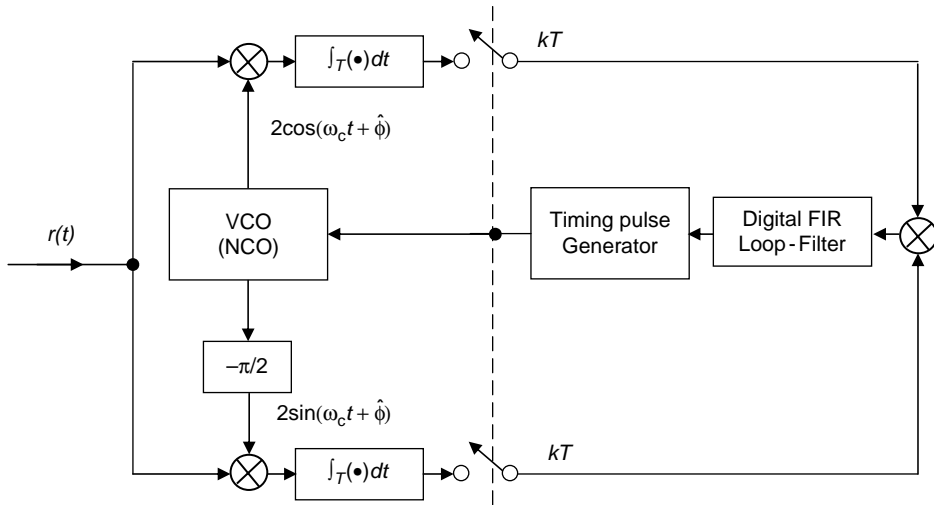 kT
∫T(•)dt
2cos(ωct + ϕ̂)
r(t)
VCO
(NCO)
Timing pulse
Generator
Digital FIR
Loop - Filter
–π/2
2sin(ωct + ϕ̂)
∫T(•)dt
kT